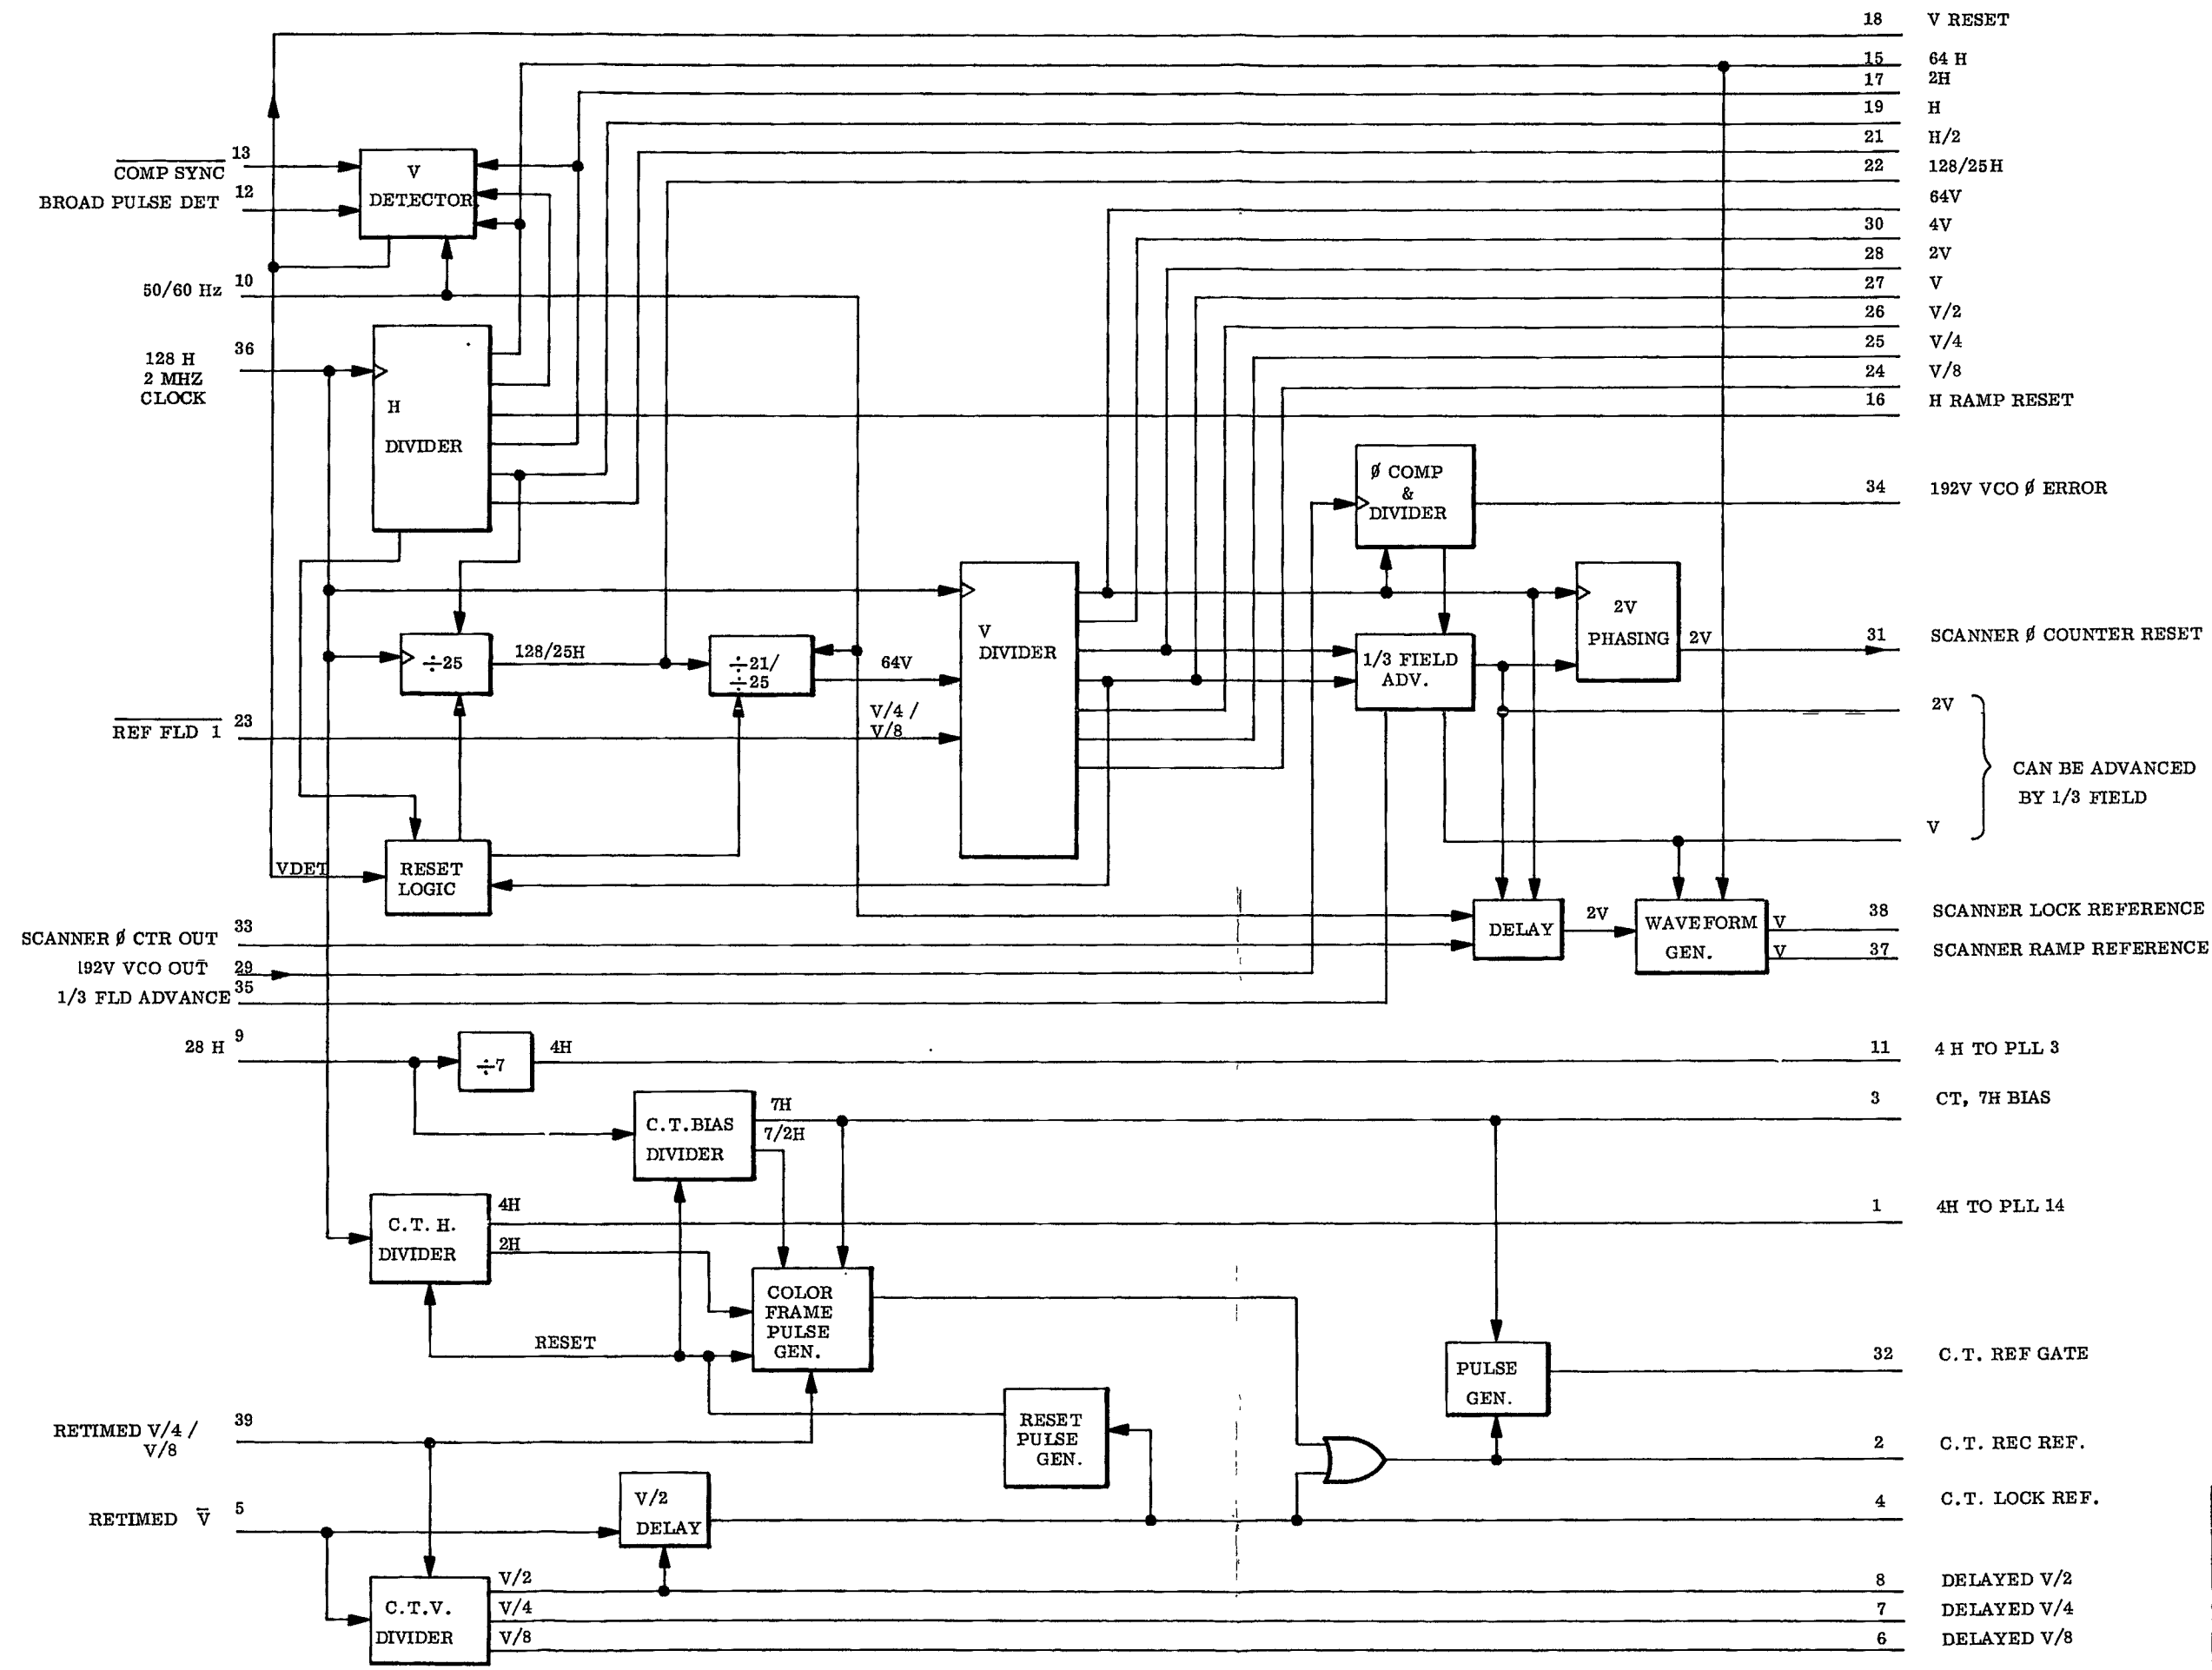 18 V RESET
15 64 H
17 2H
19 H
21 H/2
22 128/25H
64V
30 4V
28 2V
27 V
26 V/2
25 V/4
24 V/8
16 H RAMP RESET
13
COMP SYNC
12
BROAD PULSE DET
V
DETECTOR
10
50/60 Hz
36
128 H
2 MHZ
CLOCK
H
DIVIDER
Ø COMP
&
DIVIDER
34 192V VCO Ø ERROR
÷25
128/25H
÷21/
÷25
64V
V/4 /
V/8
V
DIVIDER
1/3 FIELD
ADV.
2V
PHASING
2V
31 SCANNER Ø COUNTER RESET
23
REF FLD 1
2V
CAN BE ADVANCED
BY 1/3 FIELD
V
VDET
RESET
LOGIC
33
SCANNER Ø CTR OUT
192V VCO OUT
29
1/3 FLD ADVANCE
35
DELAY
2V
WAVEFORM
GEN.
V
V
38 SCANNER LOCK REFERENCE
37 SCANNER RAMP REFERENCE
28 H
9
÷7
4H
11 4 H TO PLL 3
C.T.BIAS
DIVIDER
7H
7/2H
3 CT, 7H BIAS
C.T. H.
DIVIDER
4H
2H
1 4H TO PLL 14
COLOR
FRAME
PULSE
GEN.
RESET
PULSE
GEN.
32 C.T. REF GATE
39
RETIMED V/4 /
V/8
RESET
PULSE
GEN.
2 C.T. REC REF.
5
RETIMED V̅
V/2
DELAY
4 C.T. LOCK REF.
C.T.V.
DIVIDER
V/2
V/4
V/8
8 DELAYED V/2
7 DELAYED V/4
6 DELAYED V/8